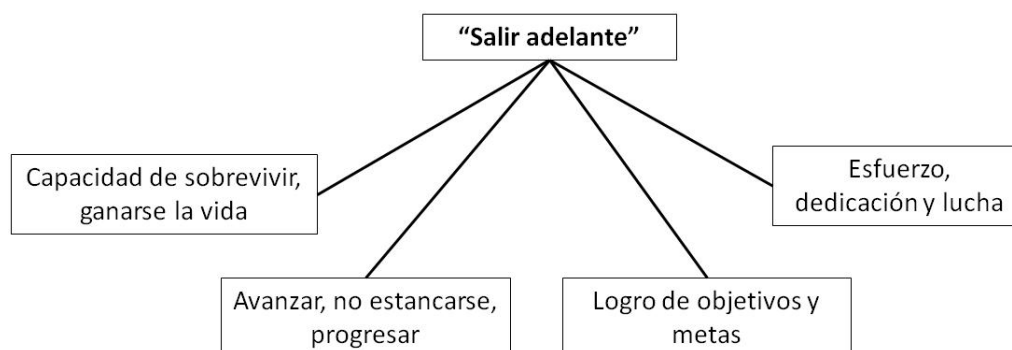 “Salir adelante”
Capacidad de sobrevivir,
ganarse la vida
Avanzar, no estancarse,
progresar
Logro de objetivos y
metas
Esfuerzo,
dedicación y lucha